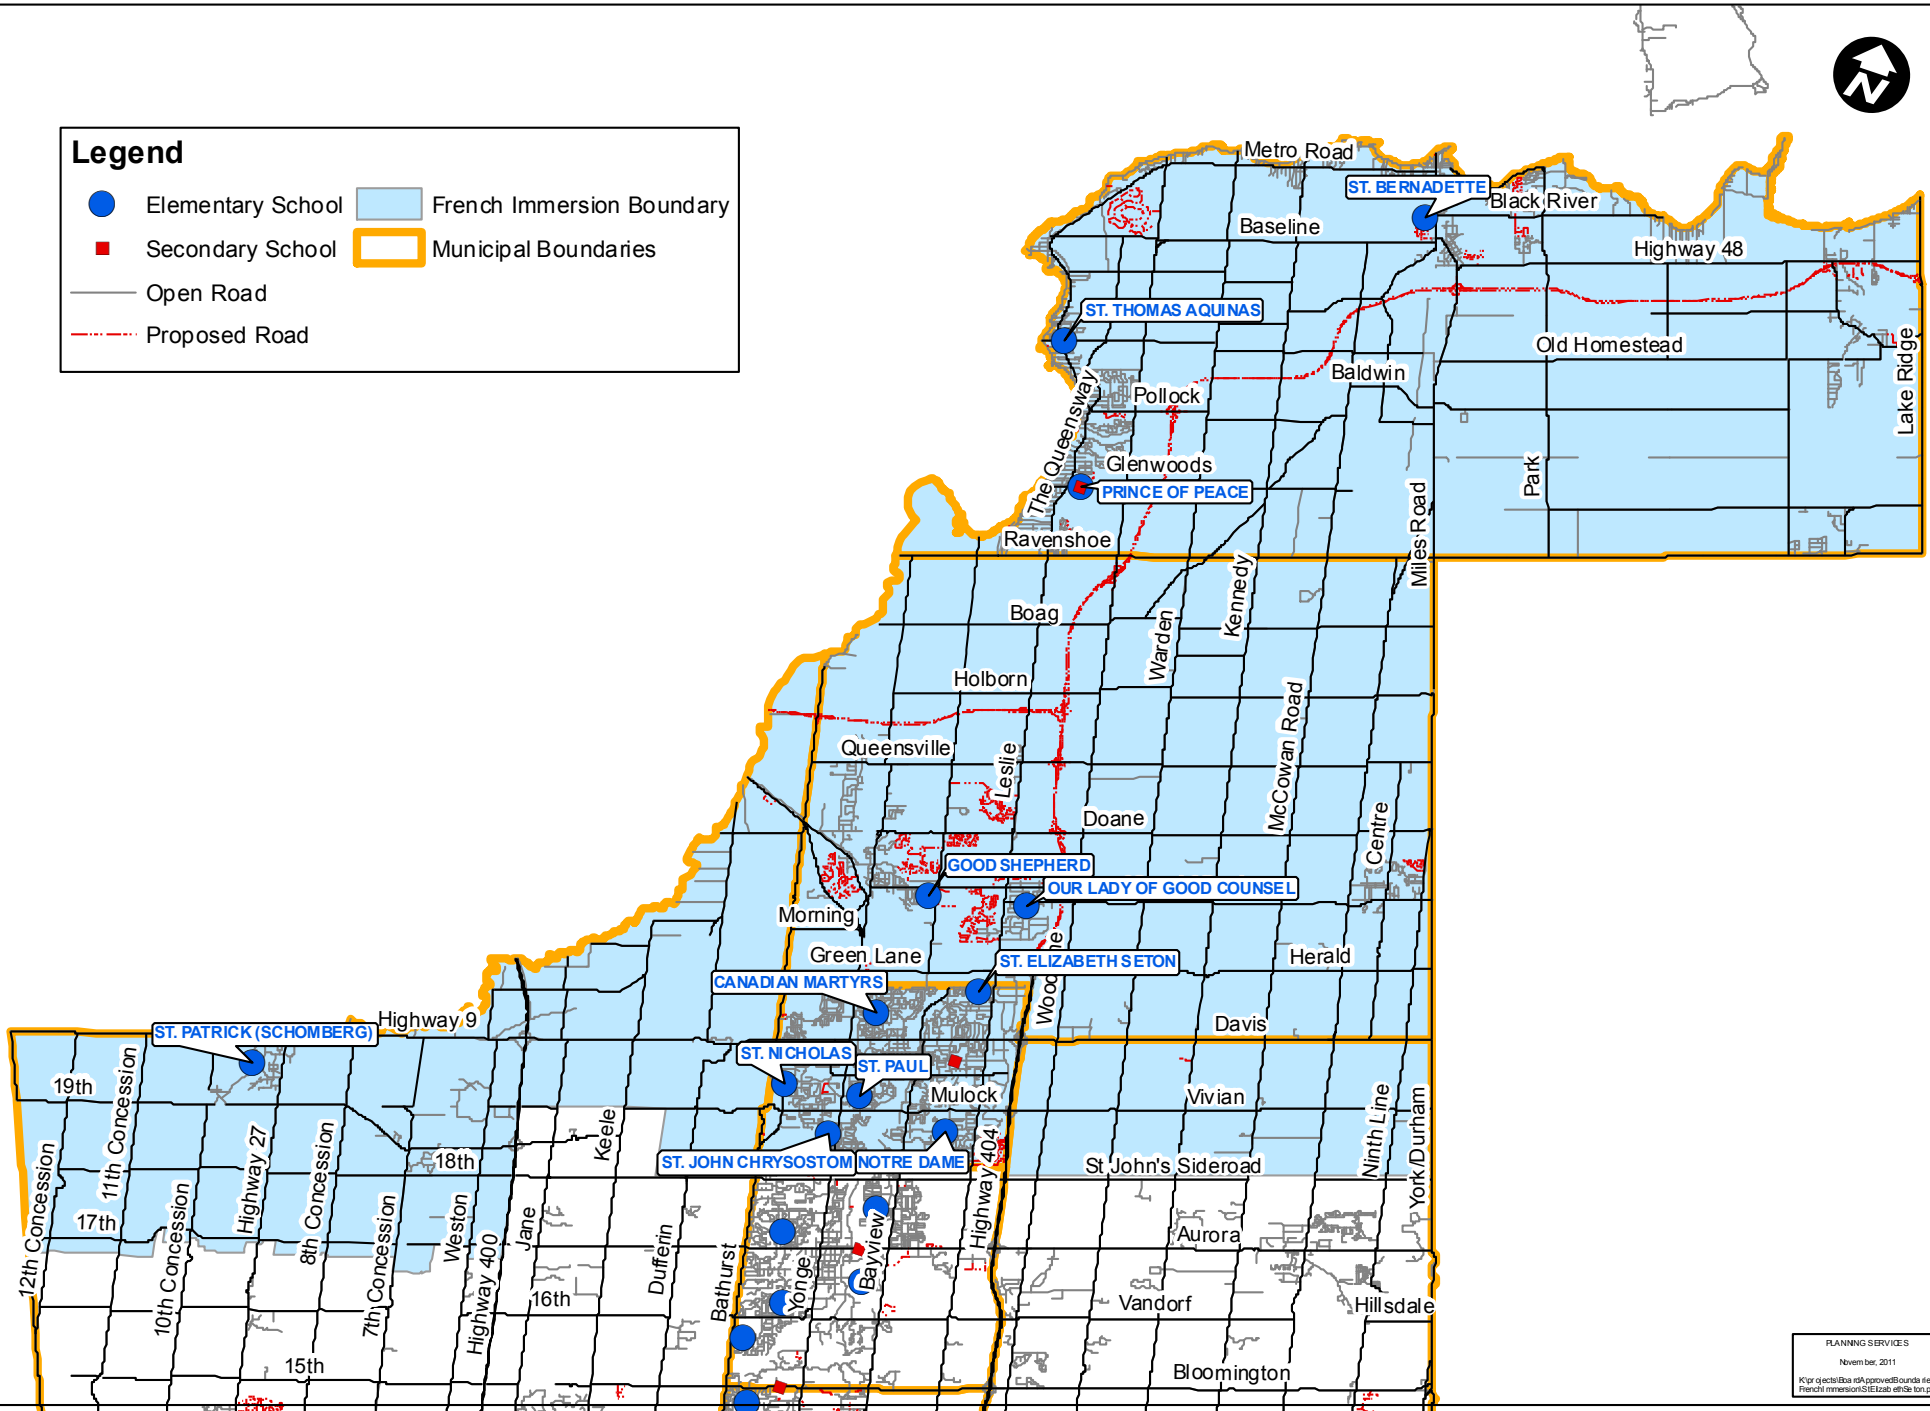 N
Legend
Elementary School
French Immersion Boundary
Secondary School
Municipal Boundaries
Open Road
Proposed Road
Metro Road
ST. BERNADETTE
Black River
Baseline
Highway 48
ST. THOMAS AQUINAS
Old Homestead
Lake Ridge
Baldwin
Pollock
The Queensway
Glenwoods
PRINCE OF PEACE
Park
Miles Road
Ravenshoe
Boag
Kennedy
Warden
Holborn
McCowan Road
Queensville
Leslie
Doane
Centre
GOOD SHEPHERD
OUR LADY OF GOOD COUNSEL
Morning
Green Lane
Herald
ST. ELIZABETH SETON
CANADIAN MARTYRS
Highway 9
Davis
ST. PATRICK (SCHOMBERG)
ST. NICHOLAS
ST. PAUL
19th
11th Concession
Mulock
Vivian
Keele
Ninth Line
York/Durham
12th Concession
Highway 27
8th Concession
18th
ST. JOHN CHRYSOSTOM
NOTRE DAME
Highway 404
St John's Sideroad
17th
10th Concession
7th Concession
Weston
Highway 400
Jane
Dufferin
Bathurst
Yonge
Bayview
Aurora
16th
Vandorf
Hillsdale
15th
Bloomington
PLANNING SERVICES
November, 2011